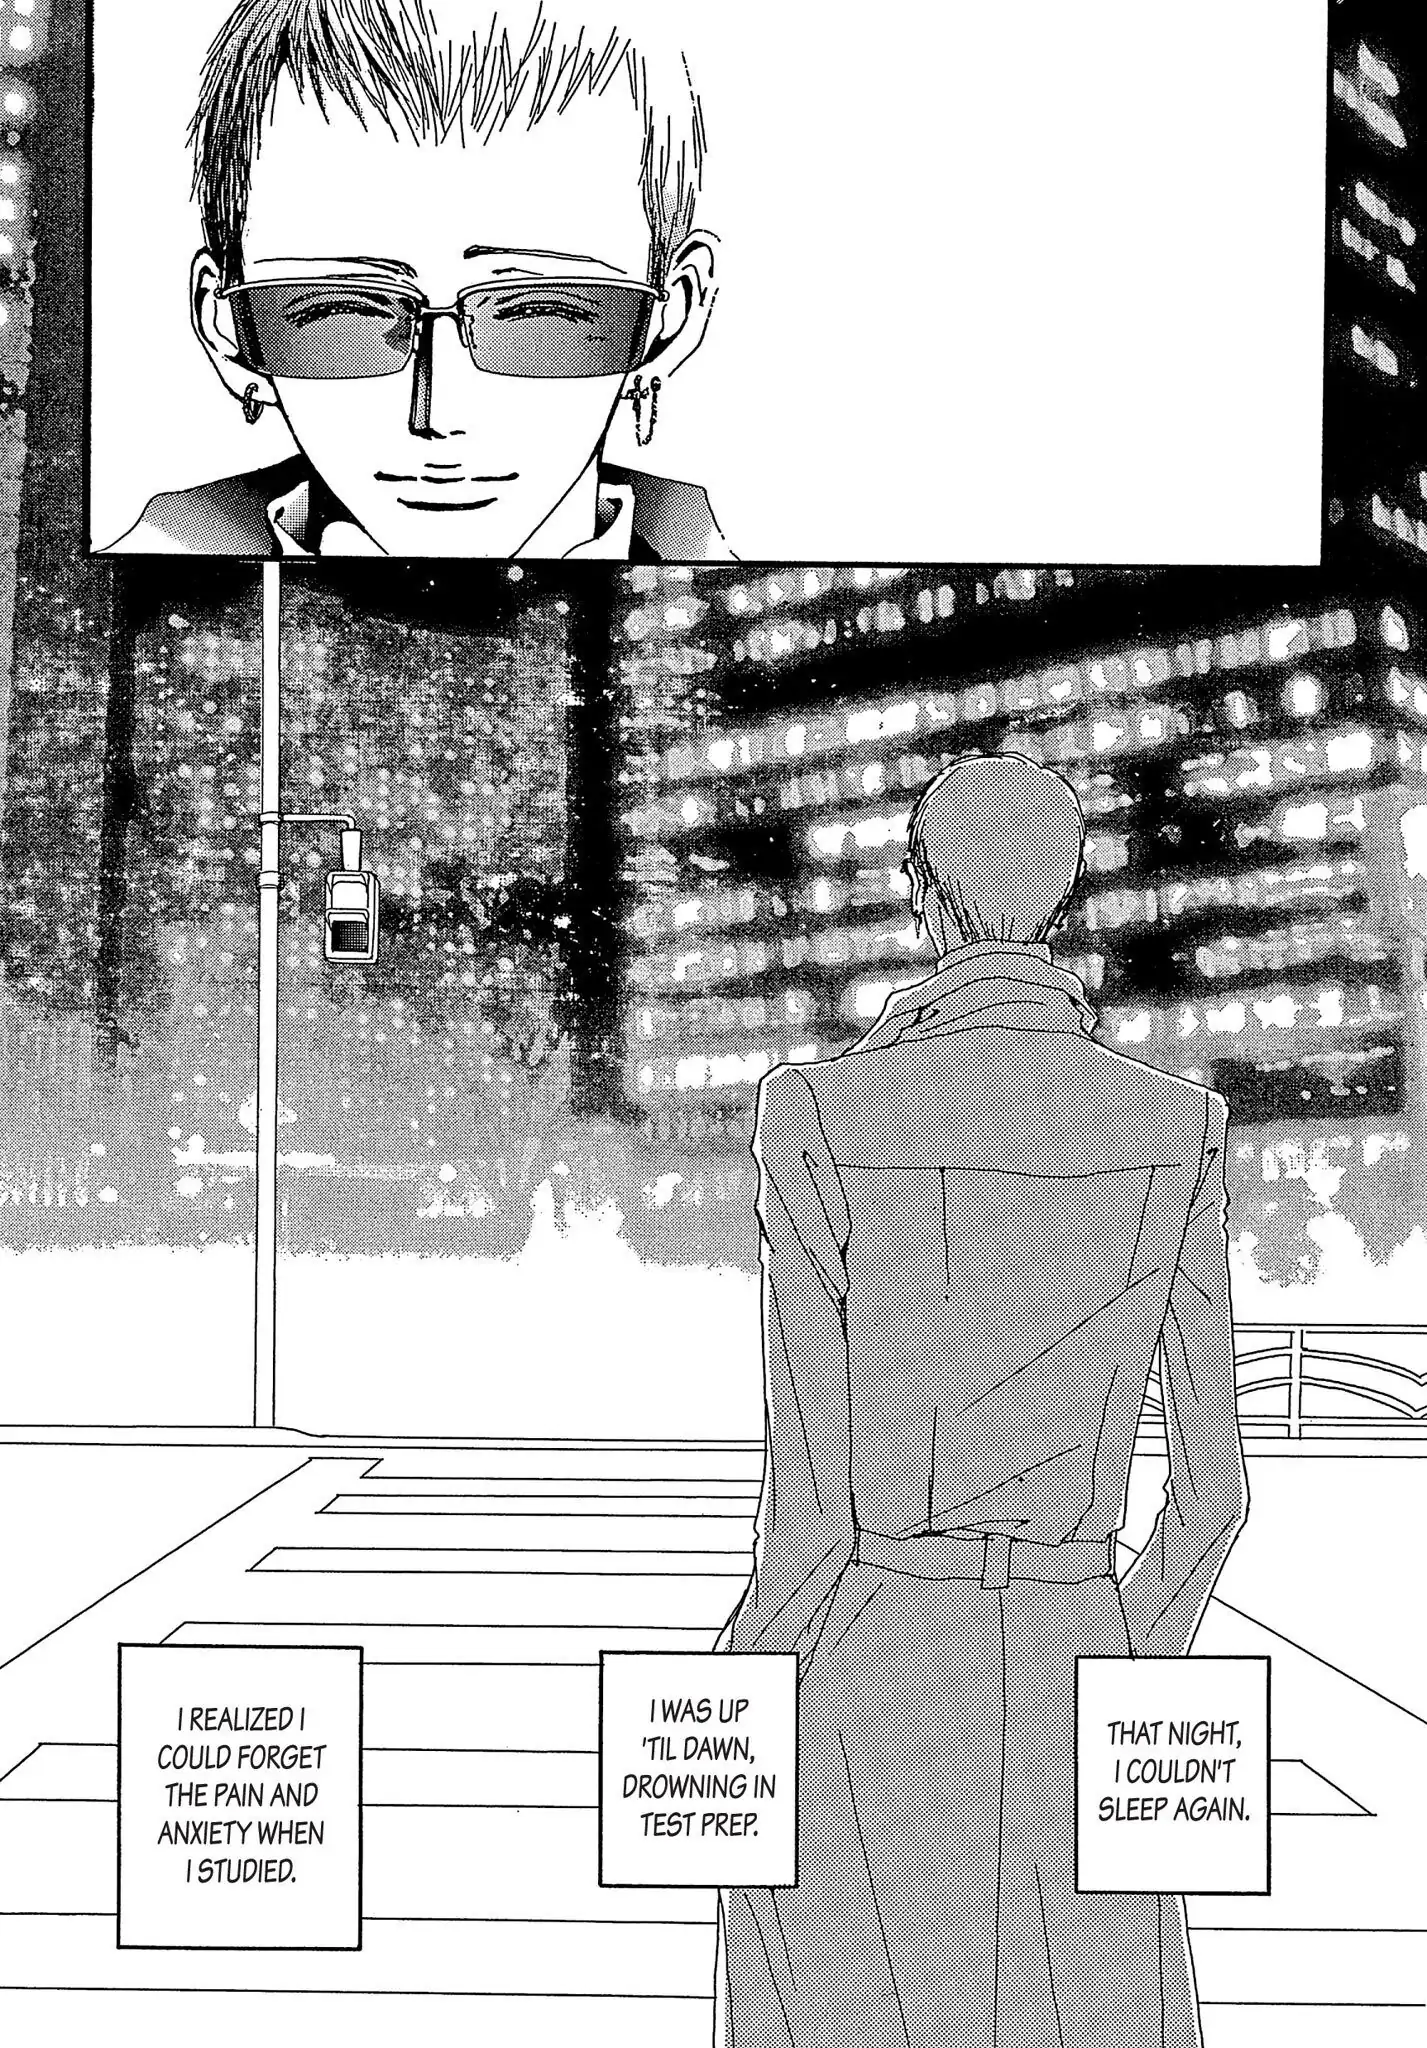 THAT NIGHT,
I COULDN'T
SLEEP AGAIN.
I WAS UP
'TIL DAWN,
DROWNING IN
TEST PREP.
I REALIZED I
COULD FORGET
THE PAIN AND
ANXIETY WHEN
I STUDIED.